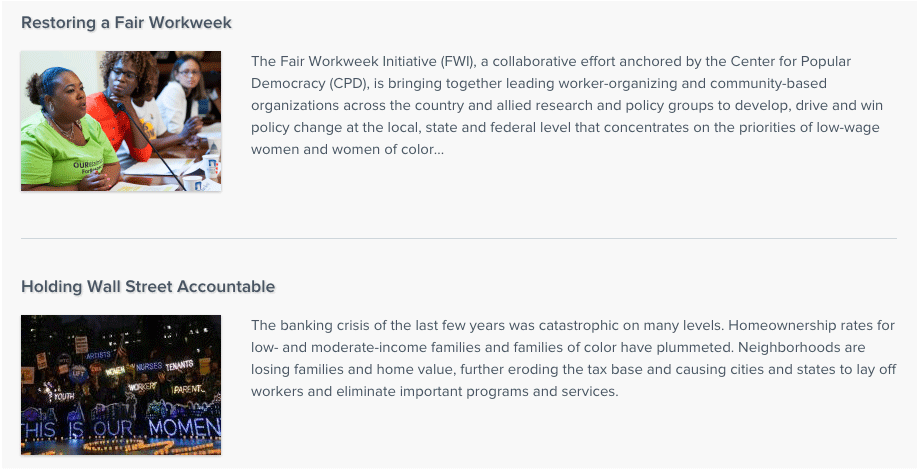 Restoring a Fair Workweek
The Fair Workweek Initiative (FWI), a collaborative effort anchored by the Center for Popular
Democracy (CPD), is bringing together leading worker-organizing and community-based
organizations across the country and allied research and policy groups to develop, drive and win
policy change at the local, state and federal level that concentrates on the priorities of low-wage
women and women of color...
OUR
Holding Wall Street Accountable
The banking crisis of the last few years was catastrophic on many levels. Homeownership rates for
low- and moderate-income families and families of color have plummeted. Neighborhoods are
losing families and home value, further eroding the tax base and causing cities and states to lay off
workers and eliminate important programs and services.
ARTISTS
WOMEN NURSES TENANTS
YOUTH WORKERS PARENT
THIS IS OUR MOMEN